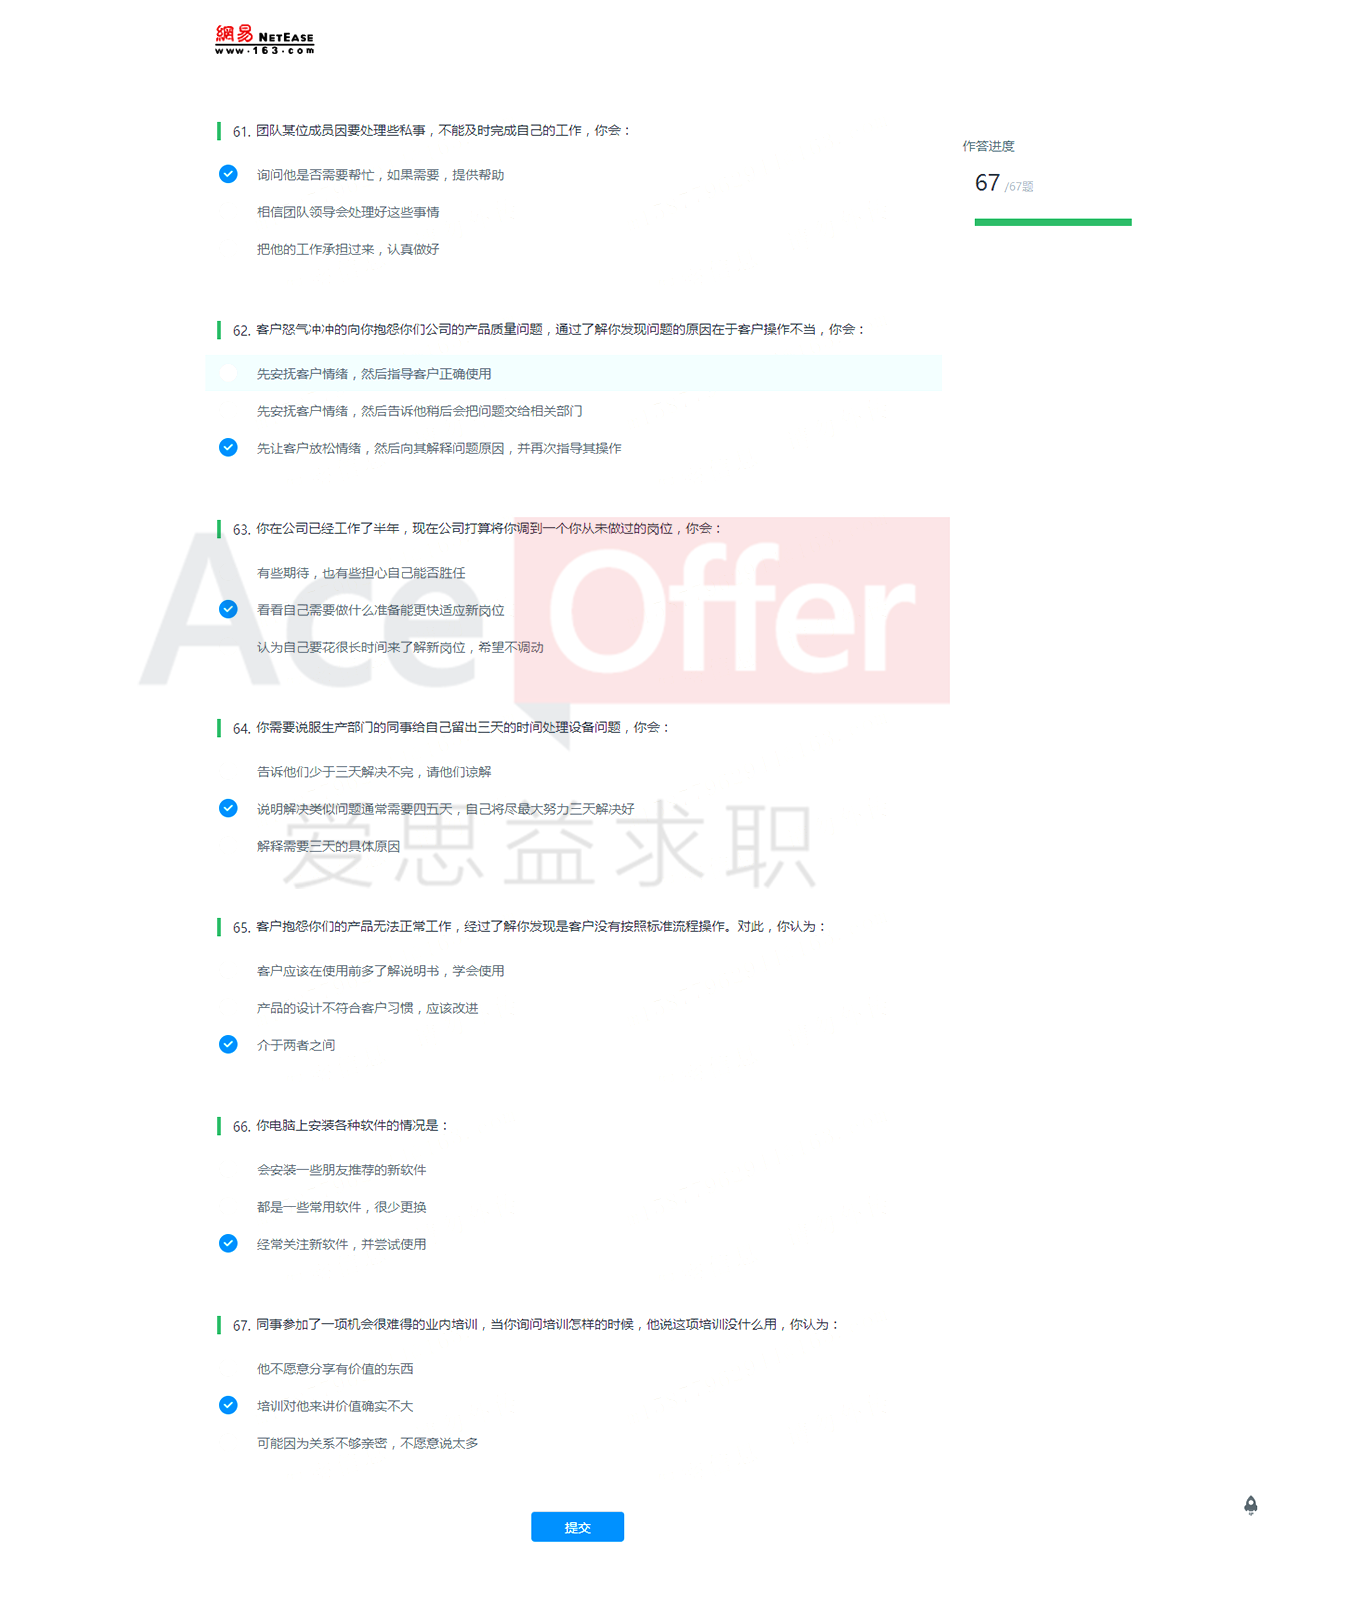 網易 NETEASE
www.163.com
61. 团队某位成员因要处理些私事，不能及时完成自己的工作，你会：
询问他是否需要帮忙，如果需要，提供帮助
相信团队领导会处理好这些事情
把他的工作承担过来，认真做好
作答进度
67 /67题
62. 客户怒气冲冲的向你抱怨你们公司的产品质量问题，通过了解你发现问题的原因在于客户操作不当，你会：
先安抚客户情绪，然后指导客户正确使用
先安抚客户情绪，然后告诉他稍后会把问题交给相关部门
先让客户放松情绪，然后向其解释问题原因，并再次指导其操作
63. 你在公司已经工作了半年，现在公司打算将你调到一个你从未做过的岗位，你会：
有些期待，也有些担心自己能否胜任
看看自己需要做什么准备能更快适应新岗位
认为自己要花很长时间来了解新岗位，希望不调动
Ace Offer
64. 你需要说服生产部门的同事给自己留出三天的时间处理设备问题，你会：
告诉他们少于三天解决不完，请他们谅解
说明解决类似问题通常需要四五天，自己将尽最大努力三天解决好
解释需要三天的具体原因
爱思益求职
65. 客户抱怨你们的产品无法正常工作，经过了解你发现是客户没有按照标准流程操作。对此，你认为：
客户应该在使用前多了解说明书，学会使用
产品的设计不符合客户习惯，应该改进
介于两者之间
66. 你电脑上安装各种软件的情况是：
会安装一些朋友推荐的新软件
都是一些常用软件，很少更换
经常关注新软件，并尝试使用
67. 同事参加了一项机会很难得的业内培训，当你询问培训怎样的时候，他说这项培训没什么用，你认为：
他不愿意分享有价值的东西
培训对他来讲价值确实不大
可能因为关系不够亲密，不愿意说太多
提交